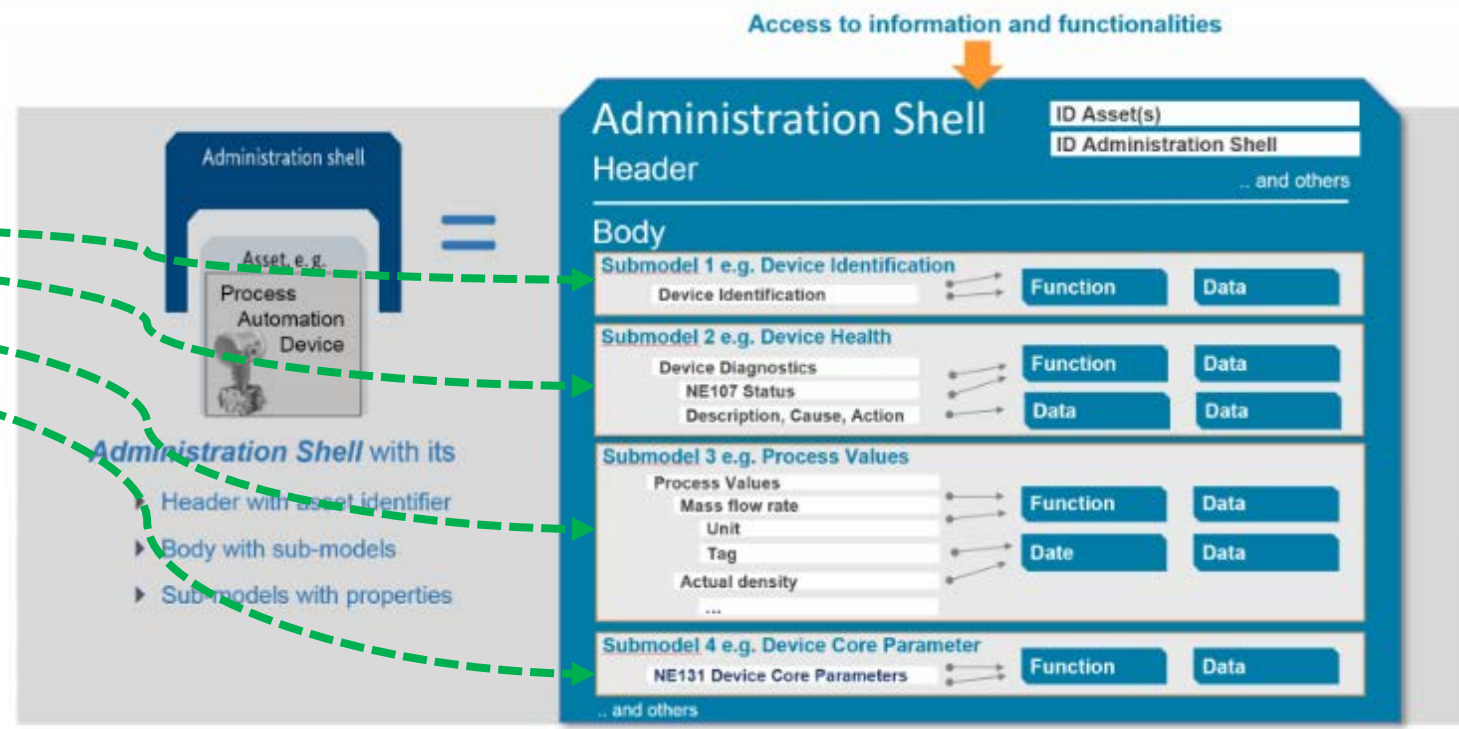 Access to information and functionalities
Administration shell
Asset, e. g.
Process
Automation
Device
=
Administration Shell with its
Header with asset identifier
Body with sub-models
Sub-models with properties
Administration Shell
ID Asset(s)
ID Administration Shell
Header
.. and others
Body
Submodel 1 e.g. Device Identification
Device Identification
Function
Data
Submodel 2 e.g. Device Health
Device Diagnostics
NE107 Status
Description, Cause, Action
Function
Data
Data
Data
Submodel 3 e.g. Process Values
Process Values
Mass flow rate
Unit
Tag
Actual density
...
Function
Data
Date
Data
Submodel 4 e.g. Device Core Parameter
NE131 Device Core Parameters
Function
Data
.. and others